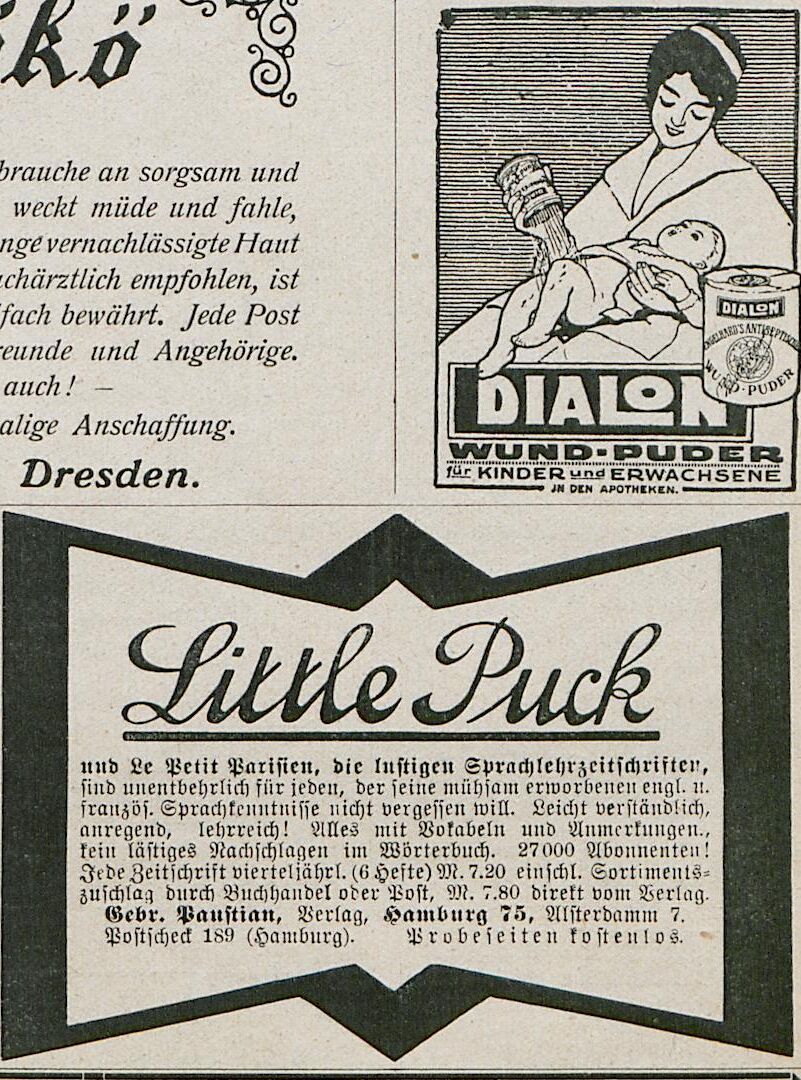 kö
brauche an sorgsam und
weckt müde und fahle,
vernachlässigte Haut
ärztlich empfohlen, ist
fach bewährt. Jede Post
reunde und Angehörige.
auch! —
alige Anschaffung.
Dresden.
DIALON
ENGELHARD'S ANTISEPTISCHER
WUND-PUDER
DIALON
WUND-PUDER
für KINDER und ERWACHSENE
IN DEN APOTHEKEN.
Little Puck
und Le Petit Parisien, die lustigen Sprachlehrzeitschriften,
sind unentbehrlich für jeden, der seine mühsam erworbenen engl. u.
französ. Sprachkenntnisse nicht vergessen will. Leicht verständlich,
anregend, lehrreich! Alles mit Vokabeln und Anmerkungen.,
kein lästiges Nachschlagen im Wörterbuch. 27000 Abonnenten!
Jede Zeitschrift vierteljährl. (6 Hefte) M. 7.20 einschl. Sortiments-
zuschlag durch Buchhandel oder Post, M. 7.80 direkt vom Verlag.
Gebr. Paustian, Verlag, Hamburg 75, Alsterdamm 7.
Postscheck 189 (Hamburg). Probeseiten kostenlos.